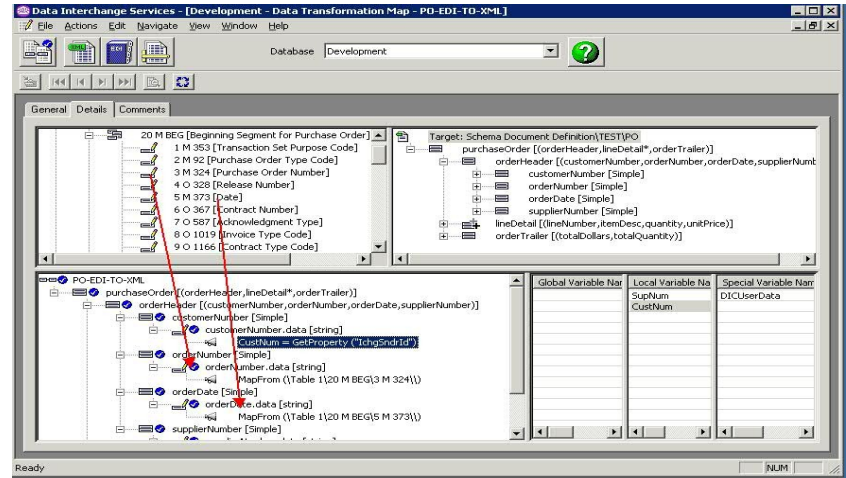 Data Interchange Services - [Development - Data Transformation Map - PO-EDI-TO-XML]
File Actions Edit Navigate View Window Help
Database Development
General Details Comments
20 M BEG [Beginning Segment for Purchase Order]
1 M 353 [Transaction Set Purpose Code]
2 M 92 [Purchase Order Type Code]
3 M 324 [Purchase Order Number]
4 O 328 [Release Number]
5 M 373 [Date]
6 O 367 [Contract Number]
7 O 587 [Acknowledgment Type]
8 O 1019 [Invoice Type Code]
9 O 1166 [Contract Type Code]
Target: Schema Document Definition\TEST\PO
purchaseOrder [(orderHeader,lineDetail*,orderTrailer)]
orderHeader [(customerNumber,orderNumber,orderDate,supplierNumb
customerNumber [Simple]
orderNumber [Simple]
orderDate [Simple]
supplierNumber [Simple]
lineDetail [(lineNumber,itemDesc,quantity,unitPrice)]
orderTrailer [(totalDollars,totalQuantity)]
PO-EDI-TO-XML
purchaseOrder [(orderHeader,lineDetail*,orderTrailer)]
orderHeader [(customerNumber,orderNumber,orderDate,supplierNumber)]
customerNumber [Simple]
customerNumber.data [string]
CustNum = GetProperty ("IchgSndrId")
orderNumber [Simple]
orderNumber.data [string]
MapFrom (\Table 1\20 M BEG\3 M 324\\)
orderDate [Simple]
orderDate.data [string]
MapFrom (\Table 1\20 M BEG\5 M 373\\)
supplierNumber [Simple]
Global Variable Nar
Local Variable Na
SupNum
CustNum
Special Variable Nam
DICUserData
Ready
NUM